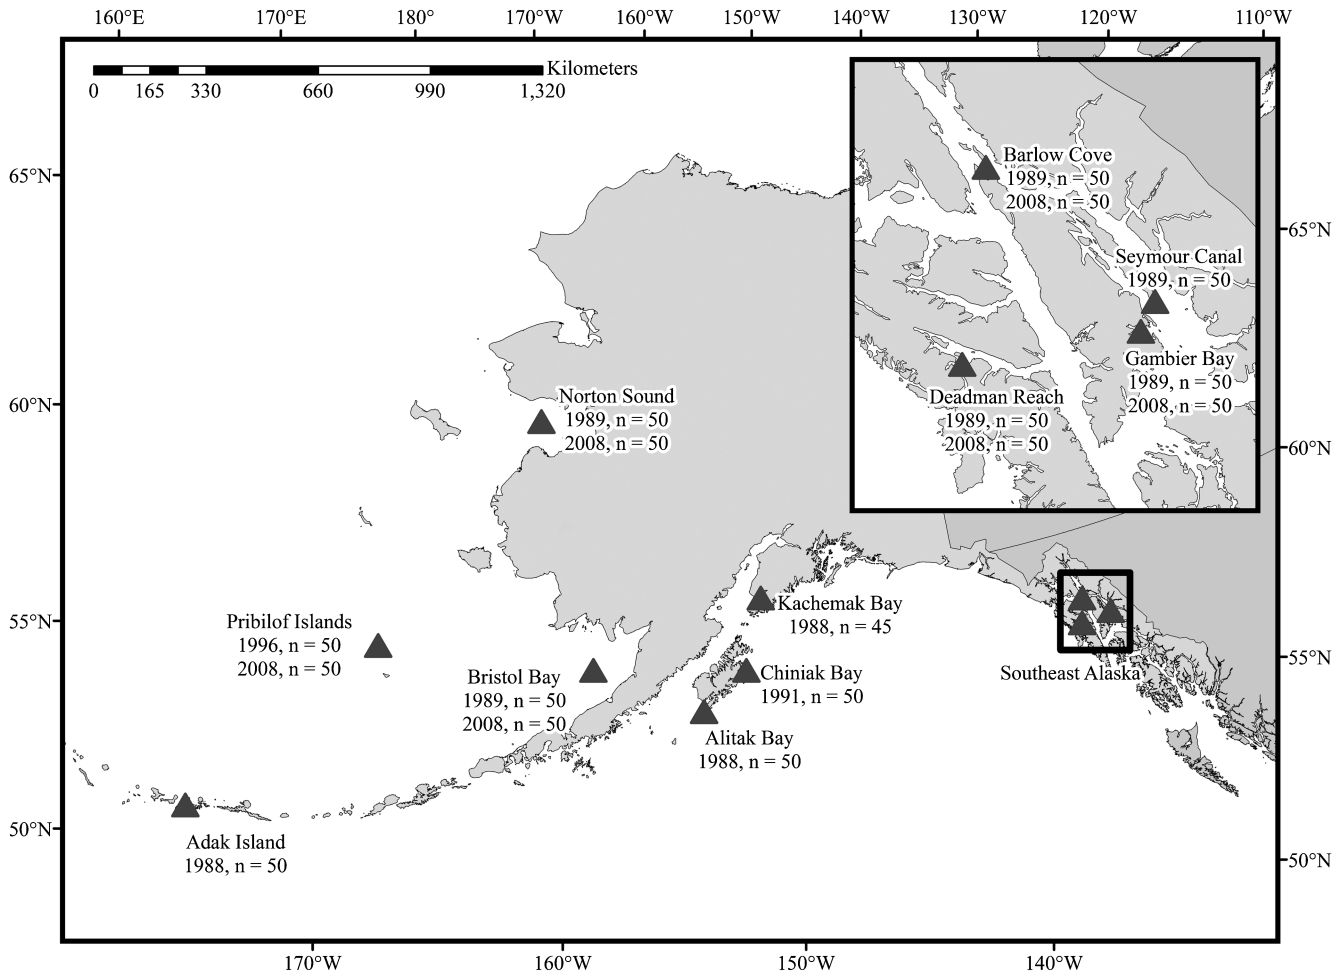 160°E 170°E 180° 170°W 160°W 150°W 140°W 130°W 120°W 110°W
Kilometers
0 165 330 660 990 1,320
65°N
60°N
55°N
50°N
65°N
60°N
55°N
50°N
Barlow Cove
1989, n = 50
2008, n = 50
Seymour Canal
1989, n = 50
Gambier Bay
1989, n = 50
2008, n = 50
Deadman Reach
1989, n = 50
2008, n = 50
Norton Sound
1989, n = 50
2008, n = 50
Pribilof Islands
1996, n = 50
2008, n = 50
Bristol Bay
1989, n = 50
2008, n = 50
Kachemak Bay
1988, n = 45
Chiniak Bay
1991, n = 50
Alitak Bay
1988, n = 50
Southeast Alaska
Adak Island
1988, n = 50
170°W 160°W 150°W 140°W